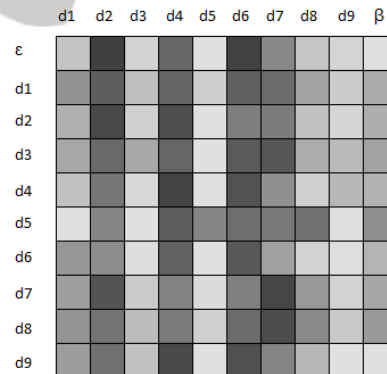 d1 d2 d3 d4 d5 d6 d7 d8 d9 β
ε
d1
d2
d3
d4
d5
d6
d7
d8
d9